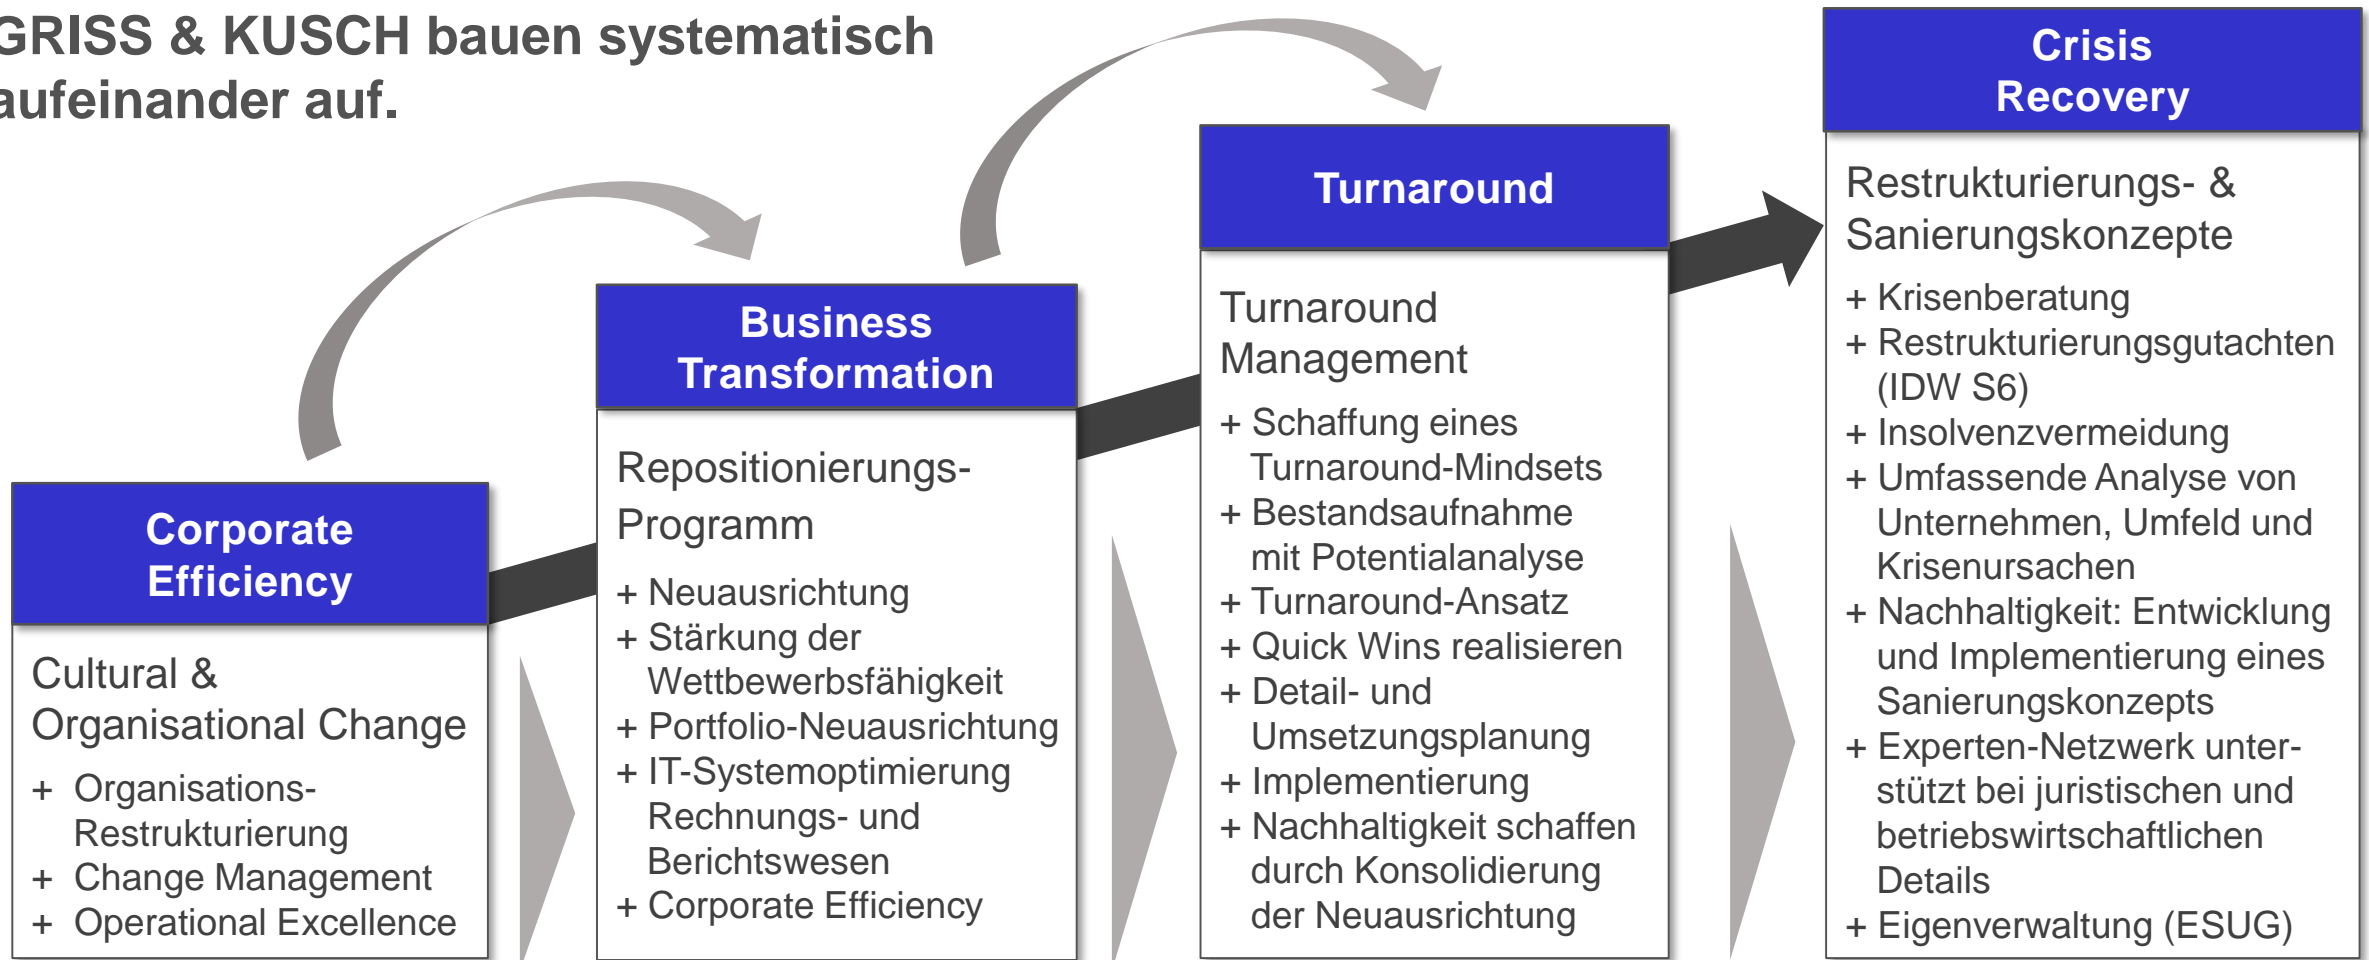 GRISS & KUSCH bauen systematisch
aufeinander auf.
Corporate
Efficiency
Cultural &
Organisational Change
+ Organisations-
Restrukturierung
+ Change Management
+ Operational Excellence
Business
Transformation
Repositionierungs-
Programm
+ Neuausrichtung
+ Stärkung der
Wettbewerbsfähigkeit
+ Portfolio-Neuausrichtung
+ IT-Systemoptimierung
Rechnungs- und
Berichtswesen
+ Corporate Efficiency
Turnaround
Turnaround
Management
+ Schaffung eines
Turnaround-Mindsets
+ Bestandsaufnahme
mit Potentialanalyse
+ Turnaround-Ansatz
+ Quick Wins realisieren
+ Detail- und
Umsetzungsplanung
+ Implementierung
+ Nachhaltigkeit schaffen
durch Konsolidierung
der Neuausrichtung
Crisis
Recovery
Restrukturierungs- &
Sanierungskonzepte
+ Krisenberatung
+ Restrukturierungsgutachten
(IDW S6)
+ Insolvenzvermeidung
+ Umfassende Analyse von
Unternehmen, Umfeld und
Krisenursachen
+ Nachhaltigkeit: Entwicklung
und Implementierung eines
Sanierungskonzepts
+ Experten-Netzwerk unter-
stützt bei juristischen und
betriebswirtschaftlichen
Details
+ Eigenverwaltung (ESUG)